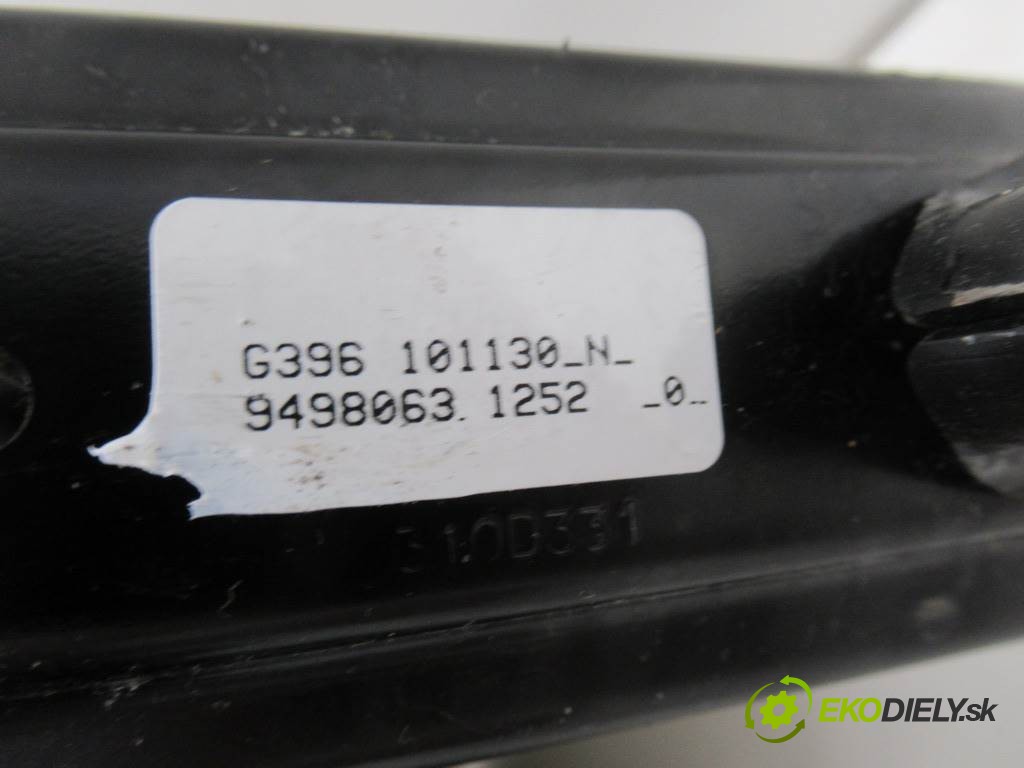 G396 101130_N_
9498063. 1252 _0_
310D331
EKODIELY.sk